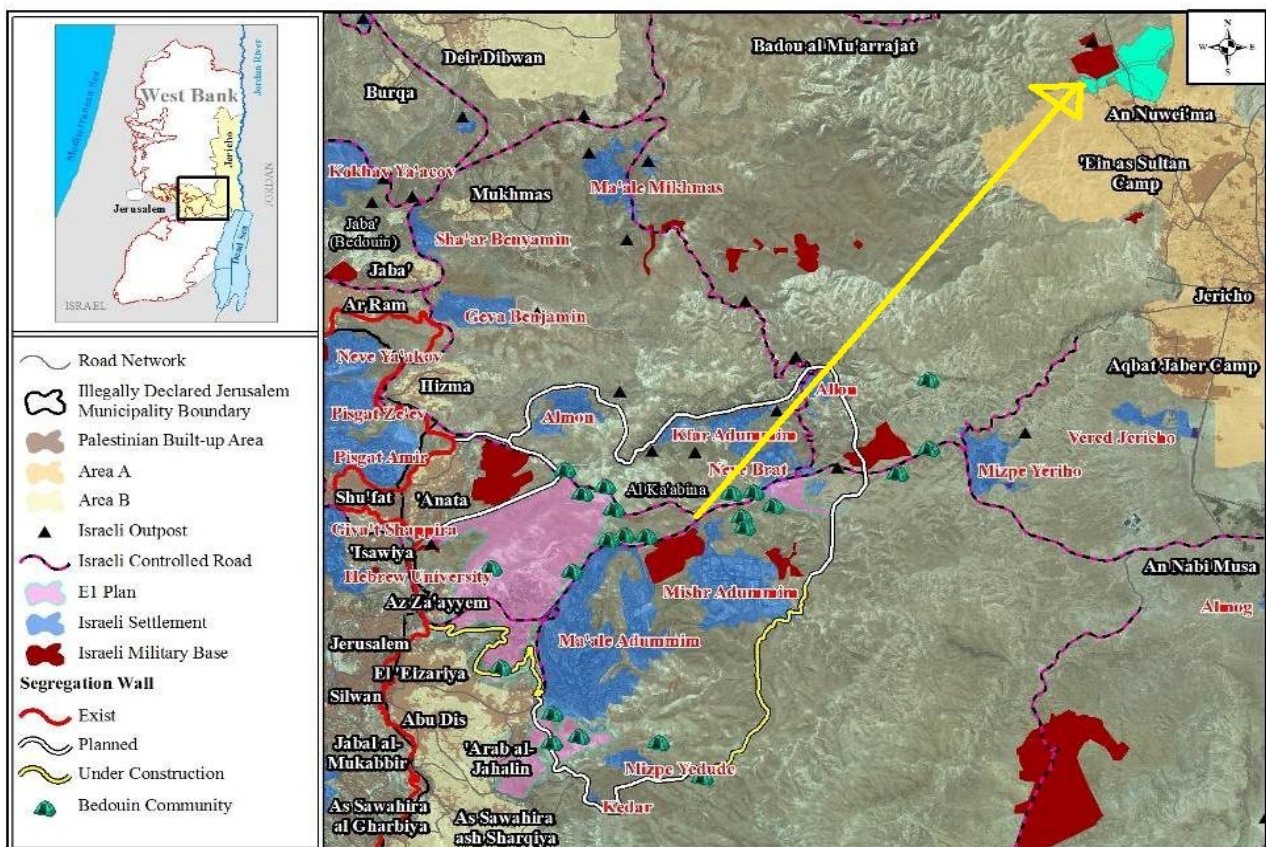 Mediterranean Sea
West Bank
Jordan River
Jericho
Jerusalem
JORDAN
Dead Sea
ISRAEL
Road Network
Illegally Declared Jerusalem
Municipality Boundary
Palestinian Built-up Area
Area A
Area B
Israeli Outpost
Israeli Controlled Road
E1 Plan
Israeli Settlement
Israeli Military Base
Segregation Wall
Exist
Planned
Under Construction
Bedouin Community
N
W E
S
Deir Dibwan
Badou al Mu'arrajat
Burqa
An Nuwei'ma
'Ein as Sultan
Camp
Kokhav Ya'acov
Ma'ale Mikhmas
Mukhmas
Jaba'
(Bedouin)
Sha'ar Benyamin
Jaba'
Ar Ram
Geva Benjamin
Jericho
Neve Ya'akov
Hizma
Aqbat Jaber Camp
Allon
Pisgat Ze'ev
Almon
Kfar Adummim
Vered Jericho
Pisgat Amir
Neve Brat
Mizpe Yeriho
Shu'fat
'Anata
Al Ka'abina
Giva't Shappira
'Isawiya
An Nabi Musa
Hebrew University
Mishr Adummim
Az Za'ayyem
Almog
Jerusalem
Ma'ale Adummim
El 'Eizariya
Silwan
Abu Dis
Jabal al-
Mukabbir
'Arab al-
Jahalin
Mizpe Yedude
Kedar
As Sawahira
al Gharbiya
As Sawahira
ash Sharqiya